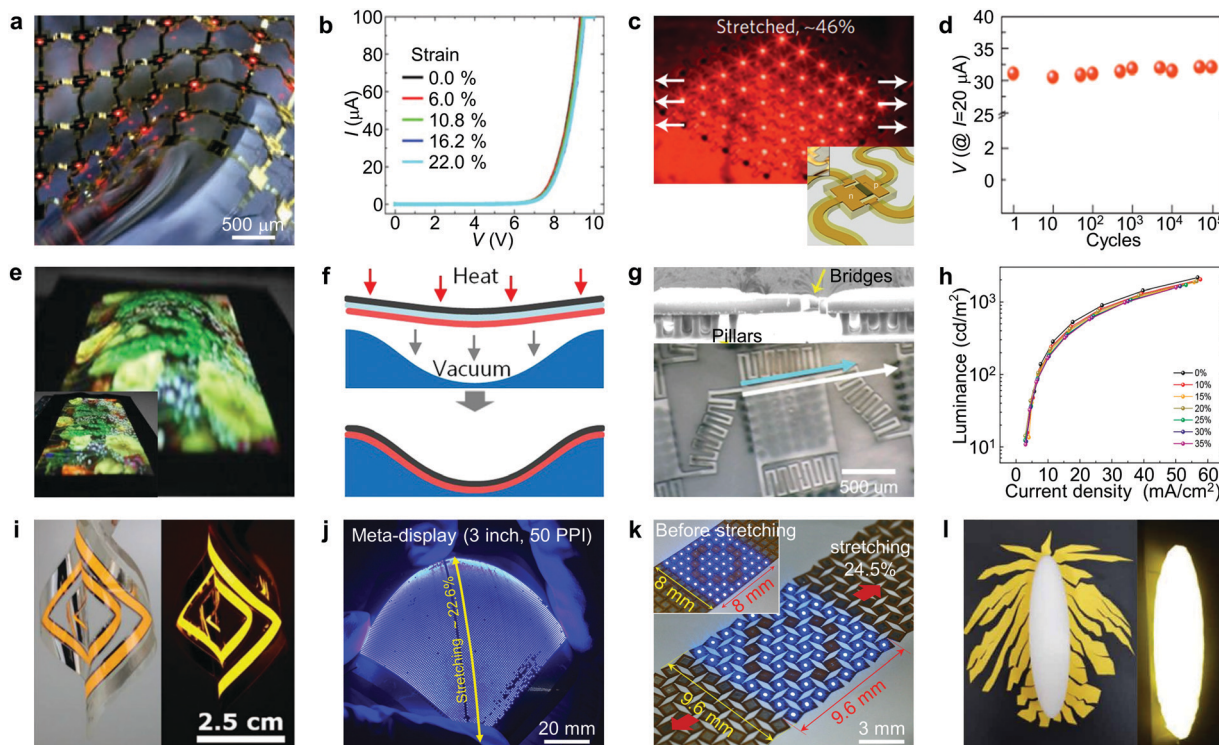 a
500 µm
b
100
80
60
40
20
0
I (µA)
Strain
0.0 %
6.0 %
10.8 %
16.2 %
22.0 %
0 2 4 6 8 10
V (V)
c
Stretched, ~46%
n
p
d
40
35
30
25
2
0
V (@ I=20 µA)
1 10 10² 10³ 10⁴ 10⁵
Cycles
e
f
Heat
Vacuum
g
Bridges
Pillars
500 um
h
Luminance (cd/m²)
10³
10²
10¹
0%
10%
15%
20%
25%
30%
35%
0 10 20 30 40 50 60
Current density (mA/cm²)
i
2.5 cm
j
Meta-display (3 inch, 50 PPI)
Stretching ~ 22.6%
20 mm
k
Before stretching
8 mm
8 mm
stretching
24.5%
9.6 mm
9.6 mm
3 mm
l